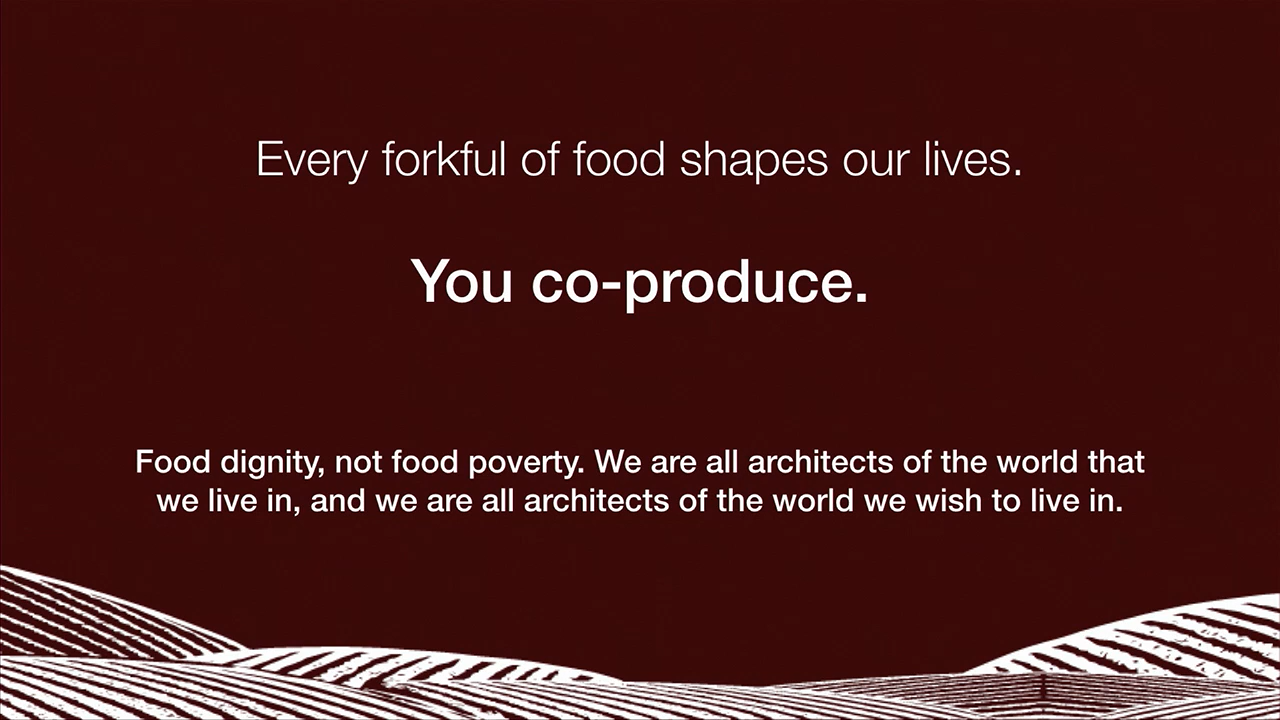 Every forkful of food shapes our lives.
You co-produce.
Food dignity, not food poverty. We are all architects of the world that
we live in, and we are all architects of the world we wish to live in.